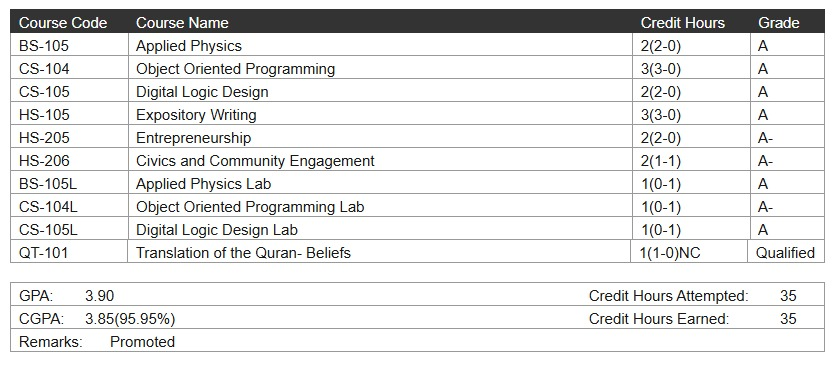 Course Code Course Name Credit Hours Grade
BS-105 Applied Physics 2(2-0) A
CS-104 Object Oriented Programming 3(3-0) A
CS-105 Digital Logic Design 2(2-0) A
HS-105 Expository Writing 3(3-0) A
HS-205 Entrepreneurship 2(2-0) A-
HS-206 Civics and Community Engagement 2(1-1) A-
BS-105L Applied Physics Lab 1(0-1) A
CS-104L Object Oriented Programming Lab 1(0-1) A-
CS-105L Digital Logic Design Lab 1(0-1) A
QT-101 Translation of the Quran- Beliefs 1(1-0)NC Qualified
GPA: 3.90 Credit Hours Attempted: 35
CGPA: 3.85(95.95%) Credit Hours Earned: 35
Remarks: Promoted